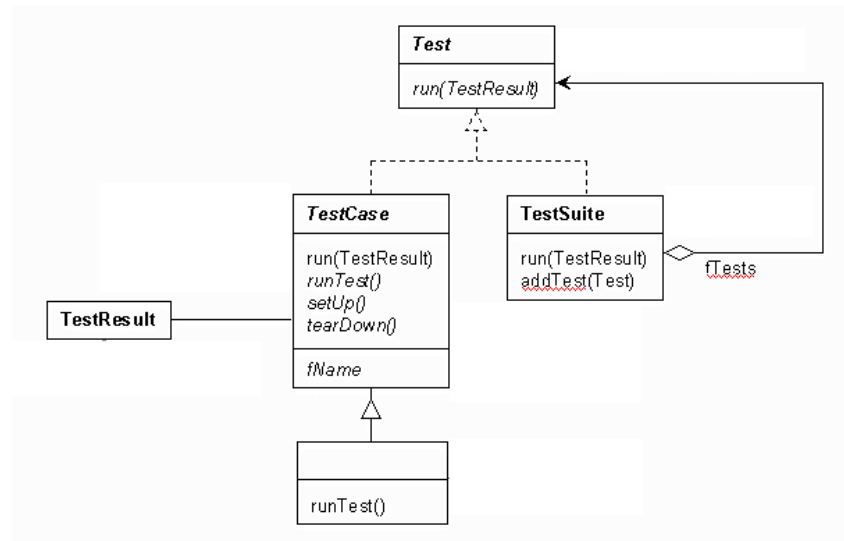 Test
run(TestResult)
TestCase
run(TestResult)
runTest()
setUp()
tearDown()
fName
TestSuite
run(TestResult)
addTest(Test)
fTests
TestResult
runTest()